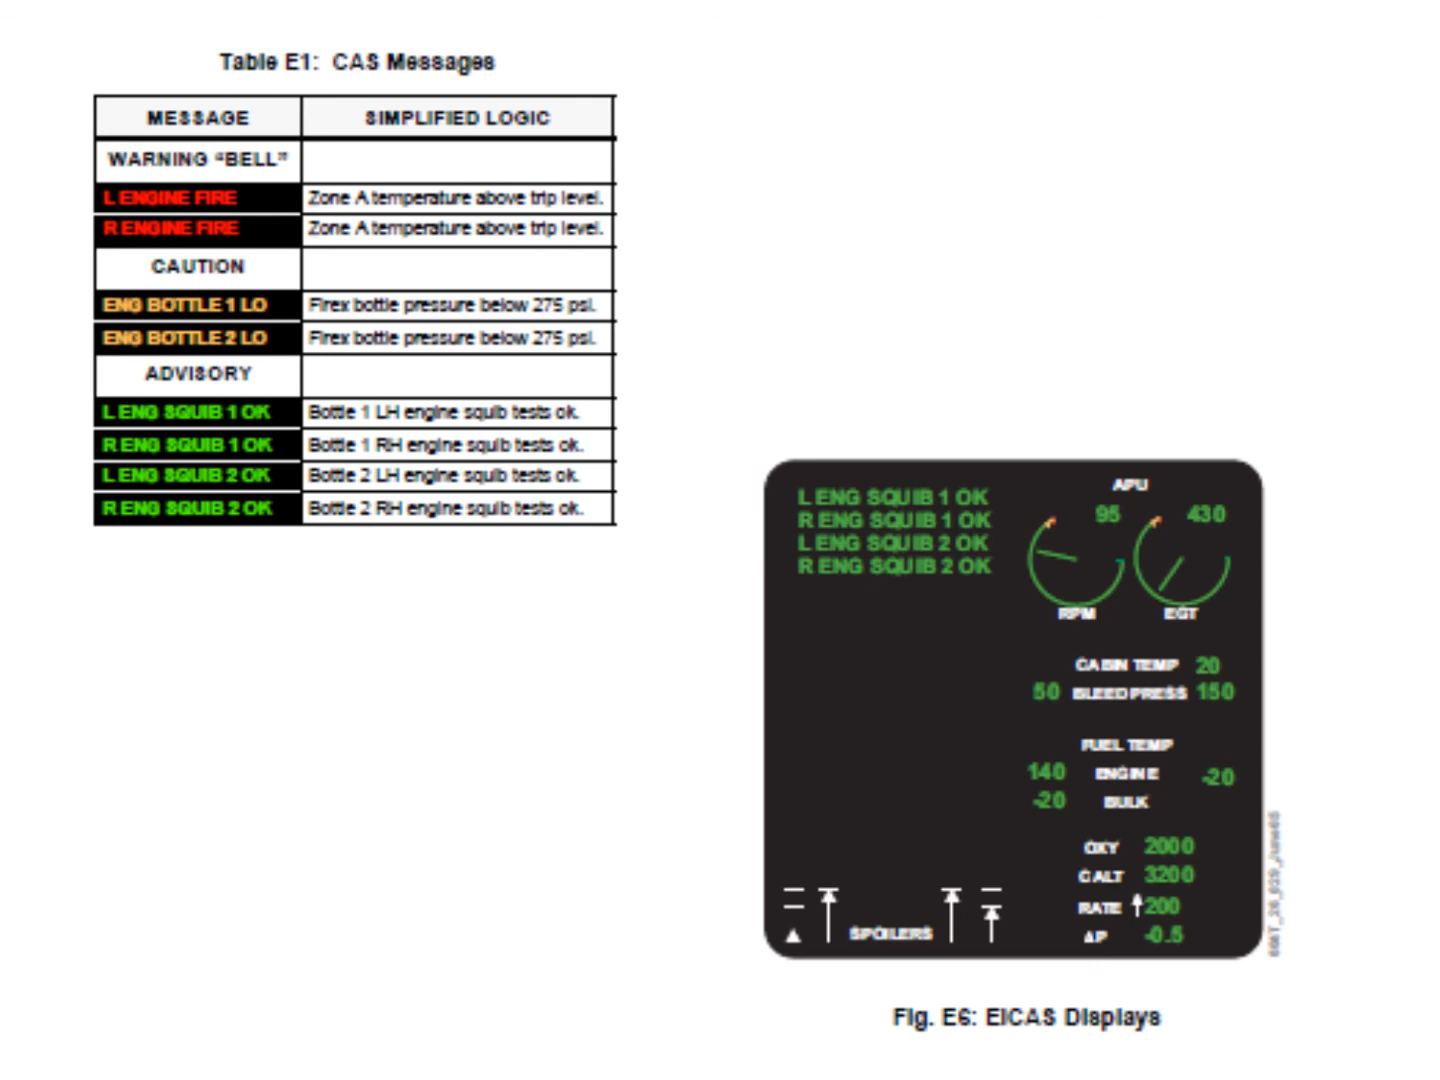 Table E1: CAS Messages
MESSAGE SIMPLIFIED LOGIC
WARNING “BELL”
L ENGINE FIRE Zone A temperature above trip level.
R ENGINE FIRE Zone A temperature above trip level.
CAUTION
ENG BOTTLE 1 LO Firex bottle pressure below 275 psi.
ENG BOTTLE 2 LO Firex bottle pressure below 275 psi.
ADVISORY
L ENG SQUIB 1 OK Bottle 1 LH engine squib tests ok.
R ENG SQUIB 1 OK Bottle 1 RH engine squib tests ok.
L ENG SQUIB 2 OK Bottle 2 LH engine squib tests ok.
R ENG SQUIB 2 OK Bottle 2 RH engine squib tests ok.
L ENG SQUIB 1 OK
R ENG SQUIB 1 OK
L ENG SQUIB 2 OK
R ENG SQUIB 2 OK
APU
95 430
RPM EGT
CABIN TEMP 20
50 BLEED PRESS 150
FUEL TEMP
140 ENGINE -20
-20 BULK
OXY 2000
C ALT 3200
RATE 200
ΔP -0.5
SPOILERS
Fig. E6: EICAS Displays